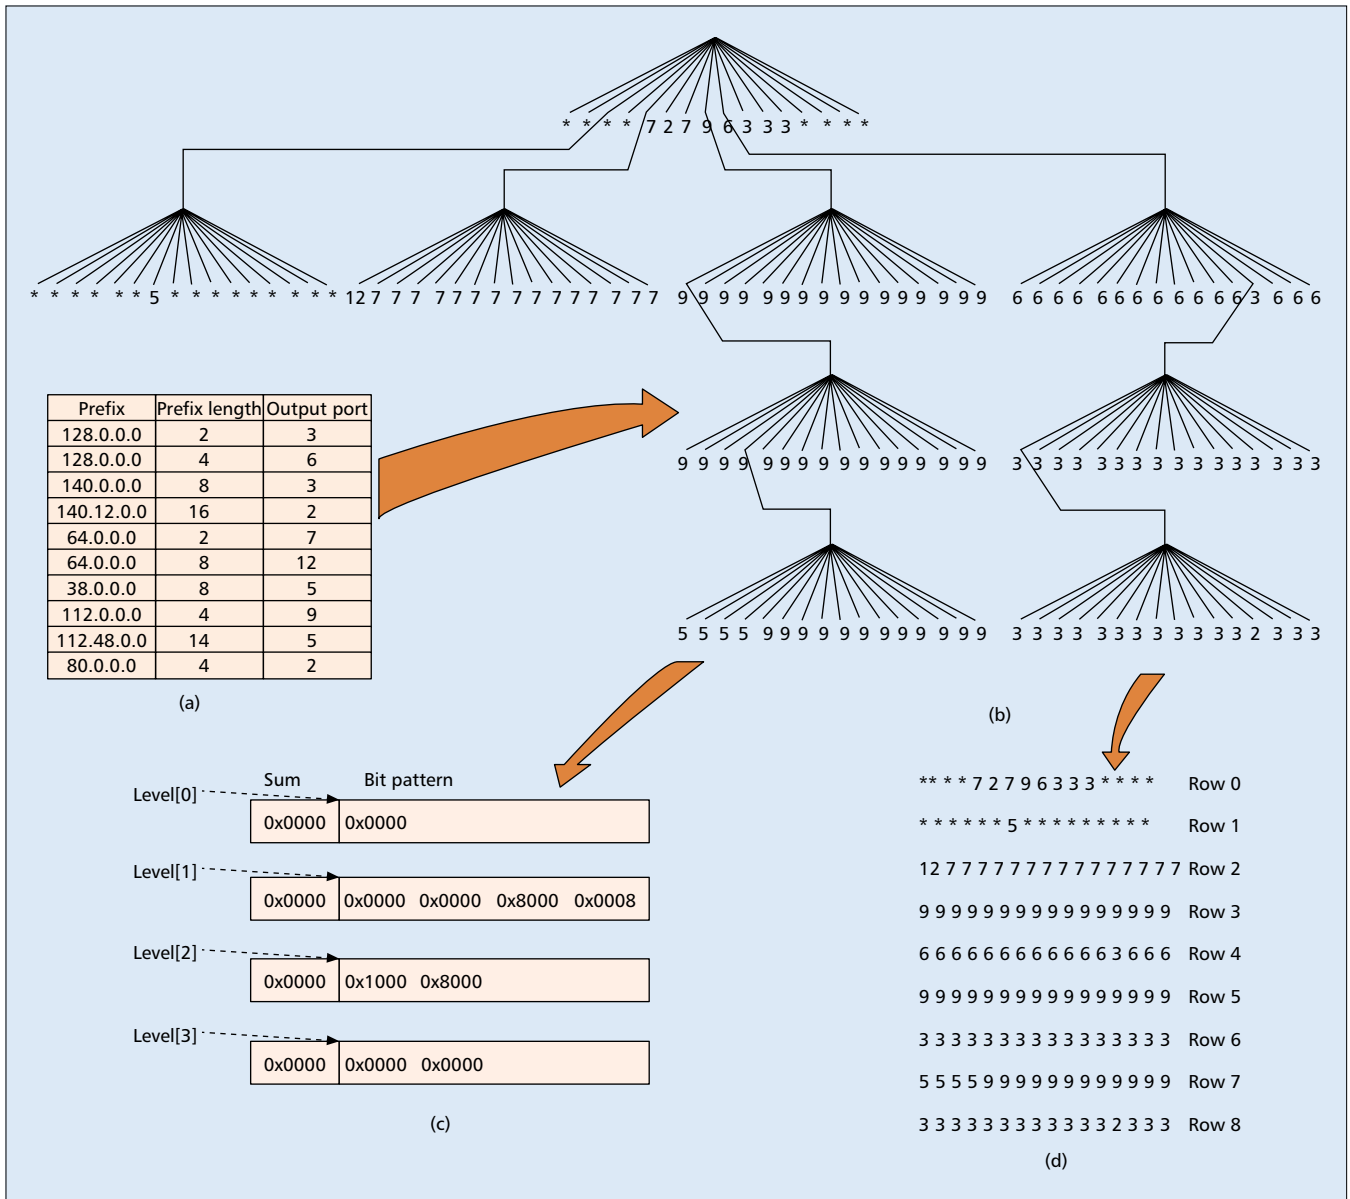 * * * * 7 2 7 9 6 3 3 3 * * * *
* * * * * * 5 * * * * * * * * *
12 7 7 7 7 7 7 7 7 7 7 7 7 7 7 7
9 9 9 9 9 9 9 9 9 9 9 9 9 9 9 9
6 6 6 6 6 6 6 6 6 6 6 6 3 6 6 6
9 9 9 9 9 9 9 9 9 9 9 9 9 9 9 9
3 3 3 3 3 3 3 3 3 3 3 3 3 3 3 3
5 5 5 5 9 9 9 9 9 9 9 9 9 9 9 9
3 3 3 3 3 3 3 3 3 3 3 3 2 3 3 3
(b)
Prefix Prefix length Output port
128.0.0.0 2 3
128.0.0.0 4 6
140.0.0.0 8 3
140.12.0.0 16 2
64.0.0.0 2 7
64.0.0.0 8 12
38.0.0.0 8 5
112.0.0.0 4 9
112.48.0.0 14 5
80.0.0.0 4 2
(a)
Sum Bit pattern
Level[0]
0x0000 0x0000
Level[1]
0x0000 0x0000 0x0000 0x8000 0x0008
Level[2]
0x0000 0x1000 0x8000
Level[3]
0x0000 0x0000 0x0000
(c)
* * * * 7 2 7 9 6 3 3 3 * * * * Row 0
* * * * * * 5 * * * * * * * * * Row 1
12 7 7 7 7 7 7 7 7 7 7 7 7 7 7 7 Row 2
9 9 9 9 9 9 9 9 9 9 9 9 9 9 9 9 Row 3
6 6 6 6 6 6 6 6 6 6 6 6 3 6 6 6 Row 4
9 9 9 9 9 9 9 9 9 9 9 9 9 9 9 9 Row 5
3 3 3 3 3 3 3 3 3 3 3 3 3 3 3 3 Row 6
5 5 5 5 9 9 9 9 9 9 9 9 9 9 9 9 Row 7
3 3 3 3 3 3 3 3 3 3 3 3 2 3 3 3 Row 8
(d)